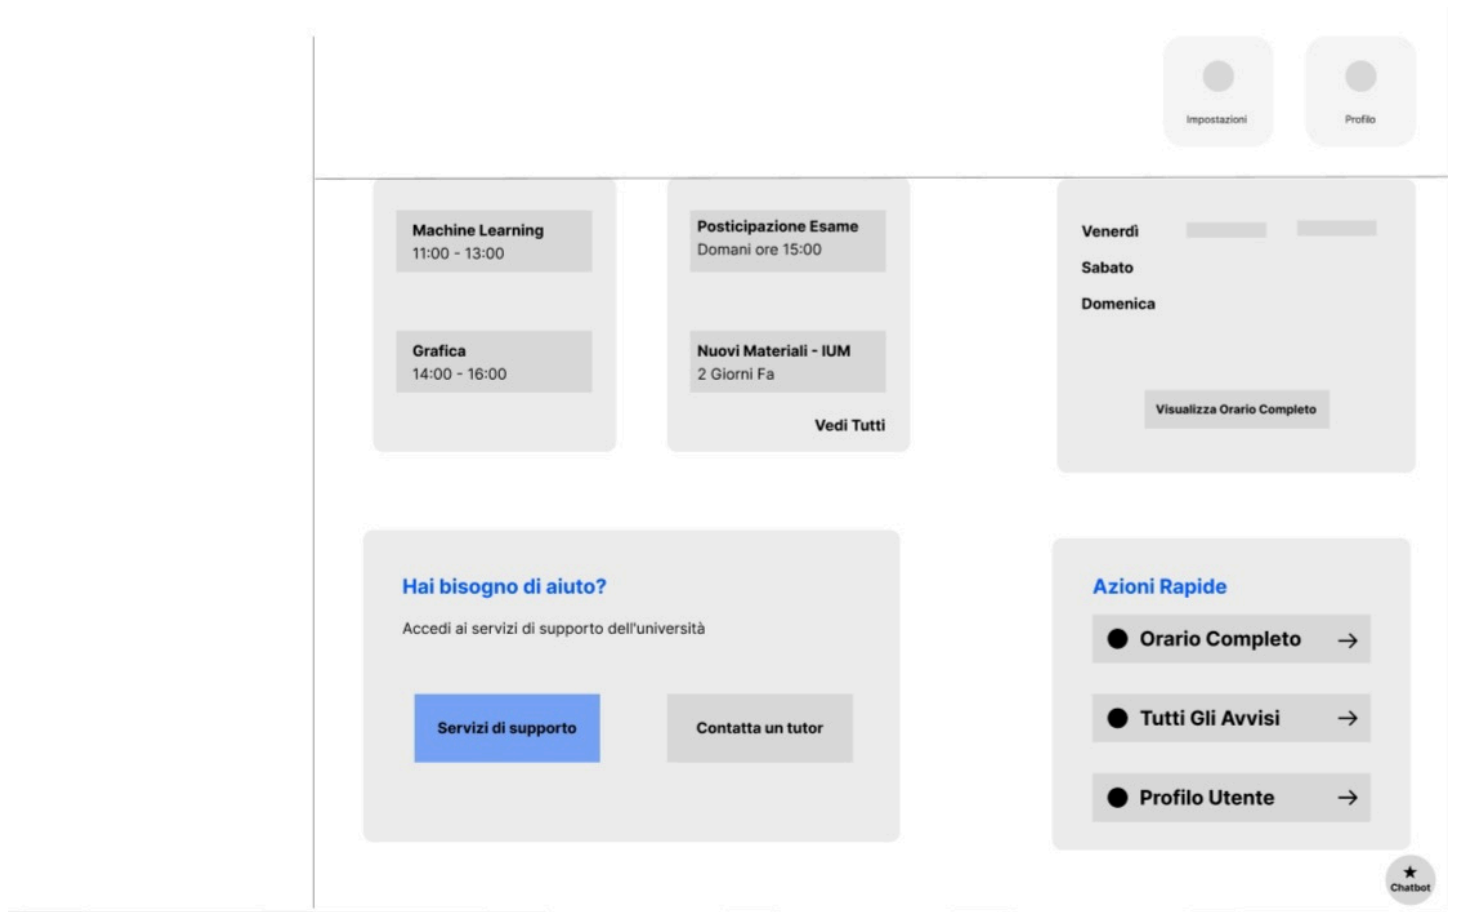 Impostazioni
Profilo
Machine Learning
11:00 - 13:00
Grafica
14:00 - 16:00
Posticipazione Esame
Domani ore 15:00
Nuovi Materiali - IUM
2 Giorni Fa
Vedi Tutti
Venerdì
Sabato
Domenica
Visualizza Orario Completo
Hai bisogno di aiuto?
Accedi ai servizi di supporto dell'università
Servizi di supporto
Contatta un tutor
Azioni Rapide
Orario Completo
Tutti Gli Avvisi
Profilo Utente
Chatbot